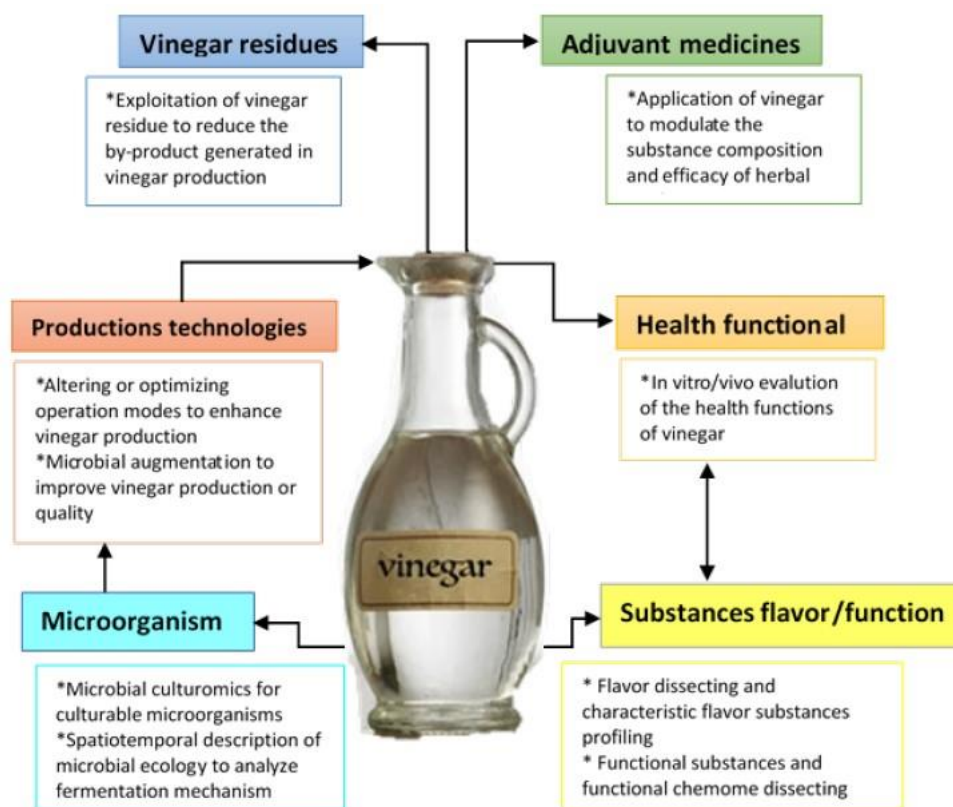 Vinegar residues
*Exploitation of vinegar
residue to reduce the
by-product generated in
vinegar production
Adjuvant medicines
*Application of vinegar
to modulate the
substance composition
and efficacy of herbal
Productions technologies
*Altering or optimizing
operation modes to enhance
vinegar production
*Microbial augmentation to
improve vinegar production or
quality
Health functional
*In vitro/vivo evalution
of the health functions
of vinegar
vinegar
Microorganism
*Microbial culturomics for
culturable microorganisms
*Spatiotemporal description of
microbial ecology to analyze
fermentation mechanism
Substances flavor/function
* Flavor dissecting and
characteristic flavor substances
profiling
* Functional substances and
functional chemome dissecting